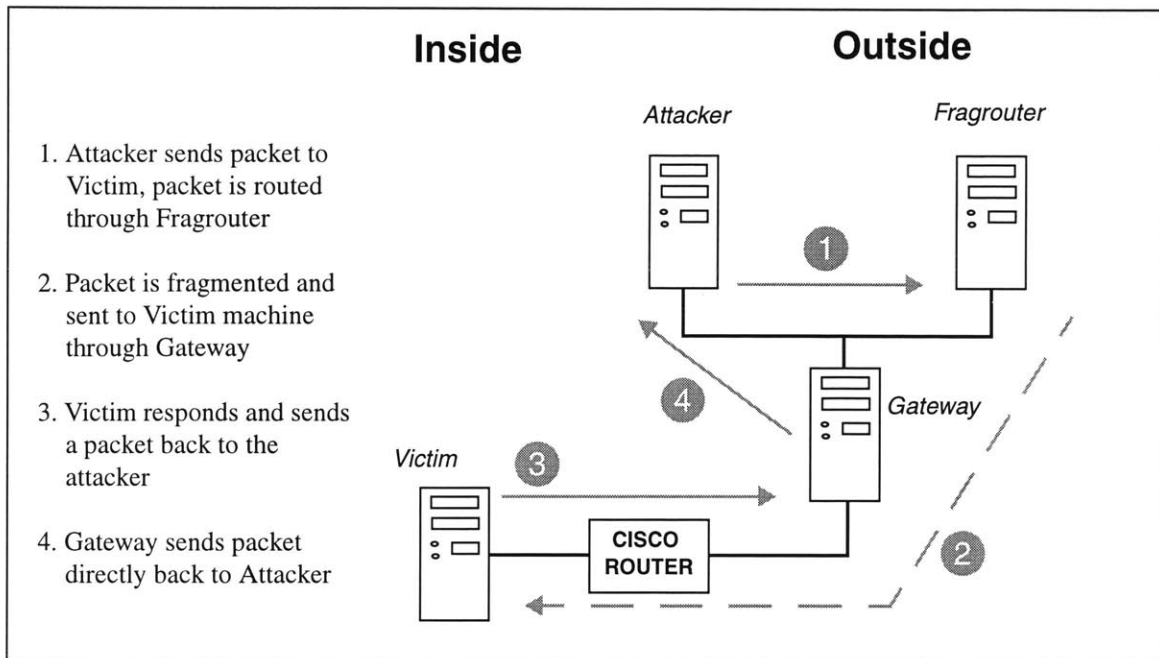 Inside
Outside
Attacker
Fragrouter
1. Attacker sends packet to
Victim, packet is routed
through Fragrouter
1
2. Packet is fragmented and
sent to Victim machine
through Gateway
4
Gateway
3. Victim responds and sends
a packet back to the
attacker
Victim
3
4. Gateway sends packet
directly back to Attacker
CISCO
ROUTER
2